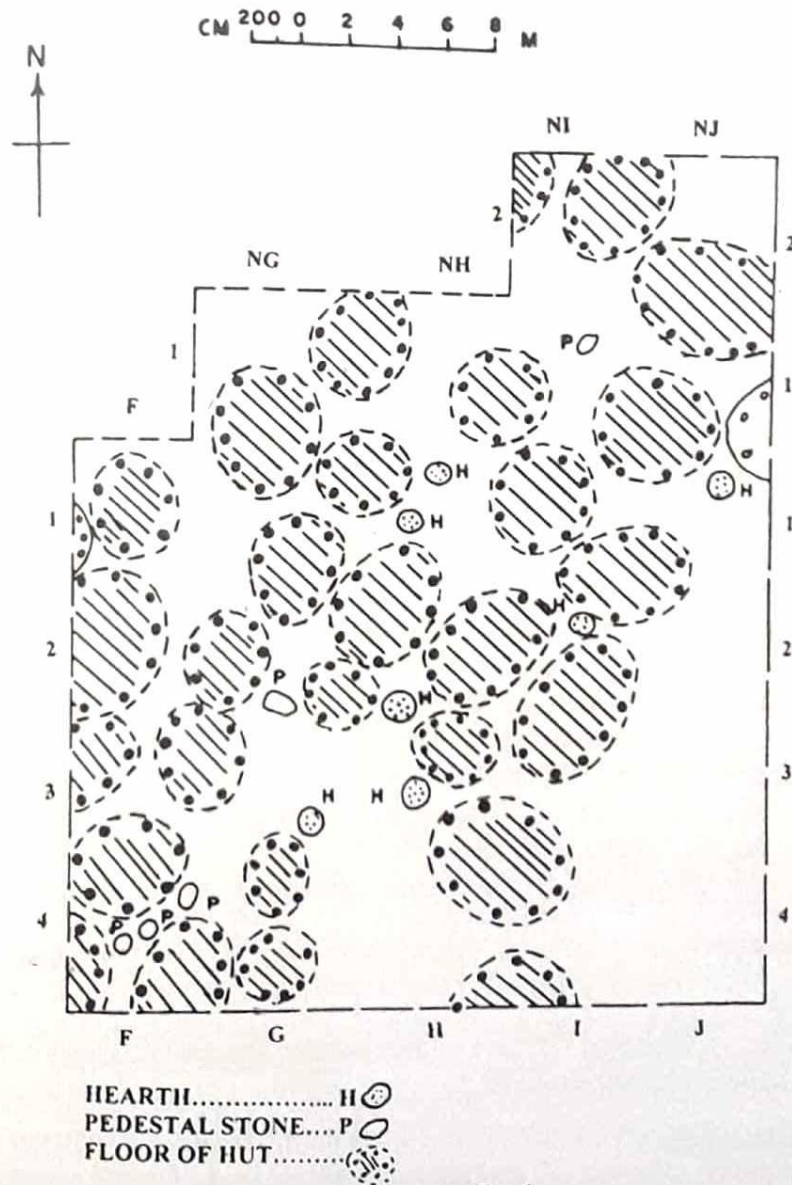 CM 200 0 2 4 6 8 M
N
NI NJ
2 2
NG NH
1
P
F
1
H
H
H
1 1
H
2 2
P
H
3 H H 3
P
P
P
4 4
F G H I J
HEARTH................H
PEDESTAL STONE....P
FLOOR OF HUT.........